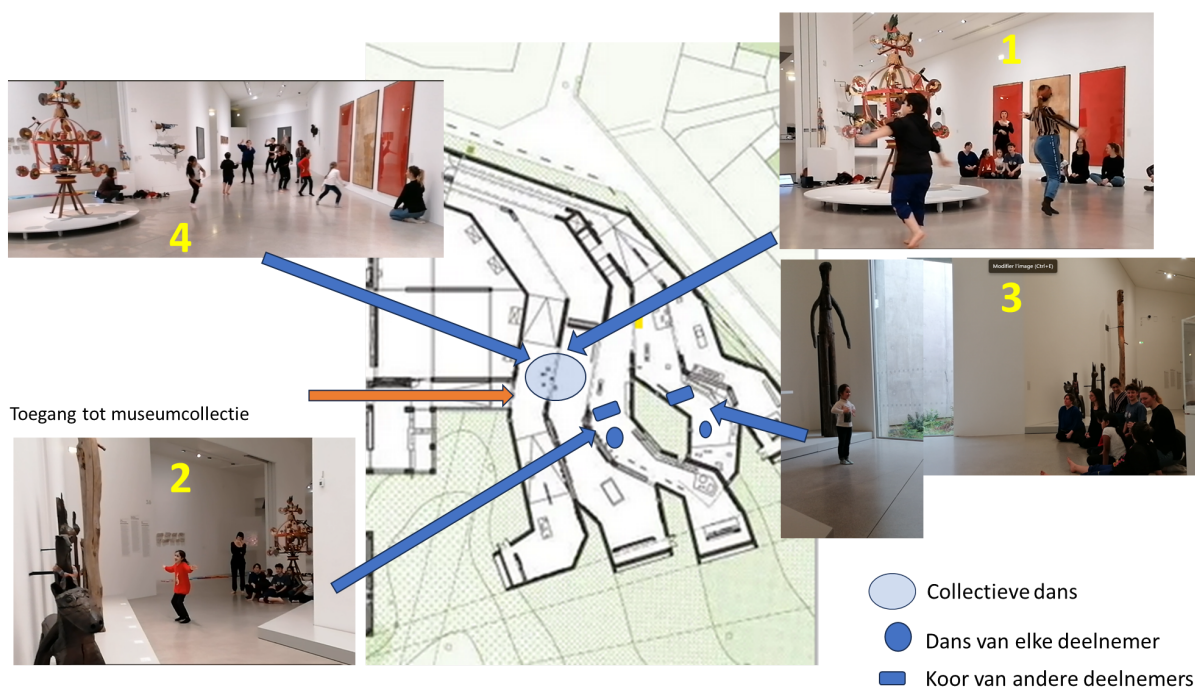 1
Modifier l'image (Ctrl+E)
4
3
Toegang tot museumcollectie
2
Collectieve dans
Dans van elke deelnemer
Koor van andere deelnemers